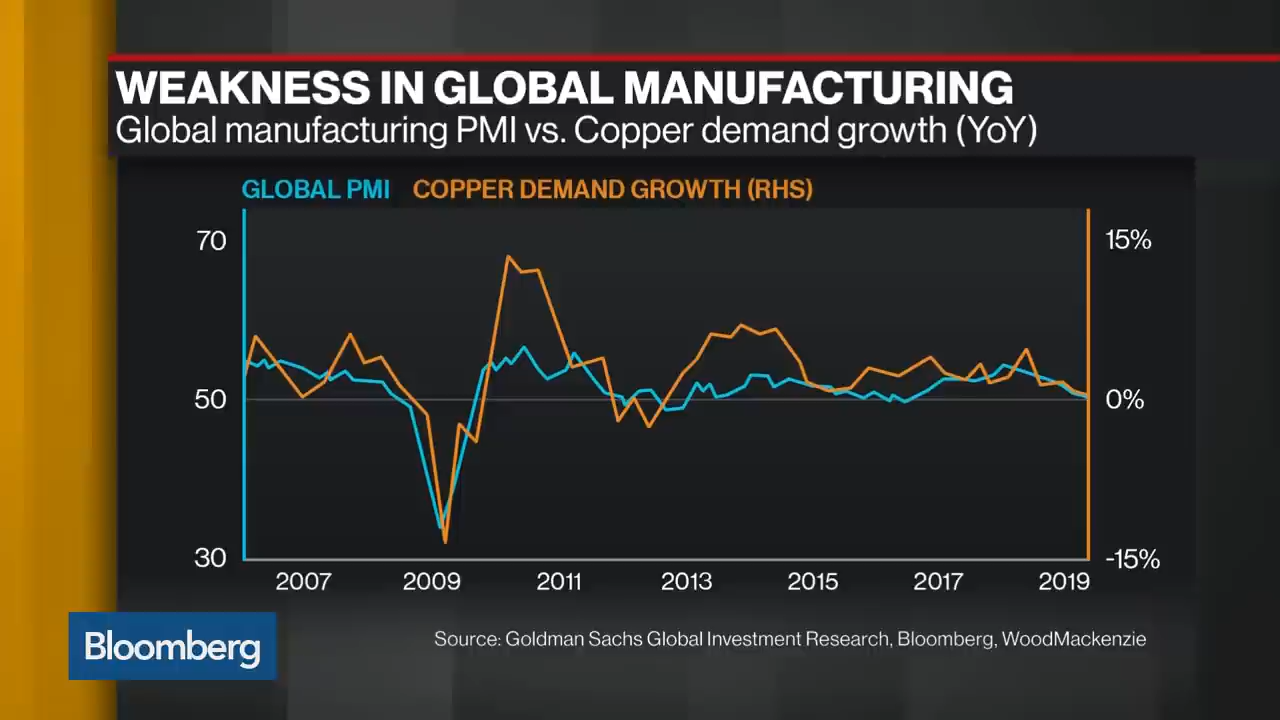 WEAKNESS IN GLOBAL MANUFACTURING
Global manufacturing PMI vs. Copper demand growth (YoY)
GLOBAL PMI COPPER DEMAND GROWTH (RHS)
70 15%
50 0%
30 -15%
2007 2009 2011 2013 2015 2017 2019
Source: Goldman Sachs Global Investment Research, Bloomberg, WoodMackenzie
Bloomberg